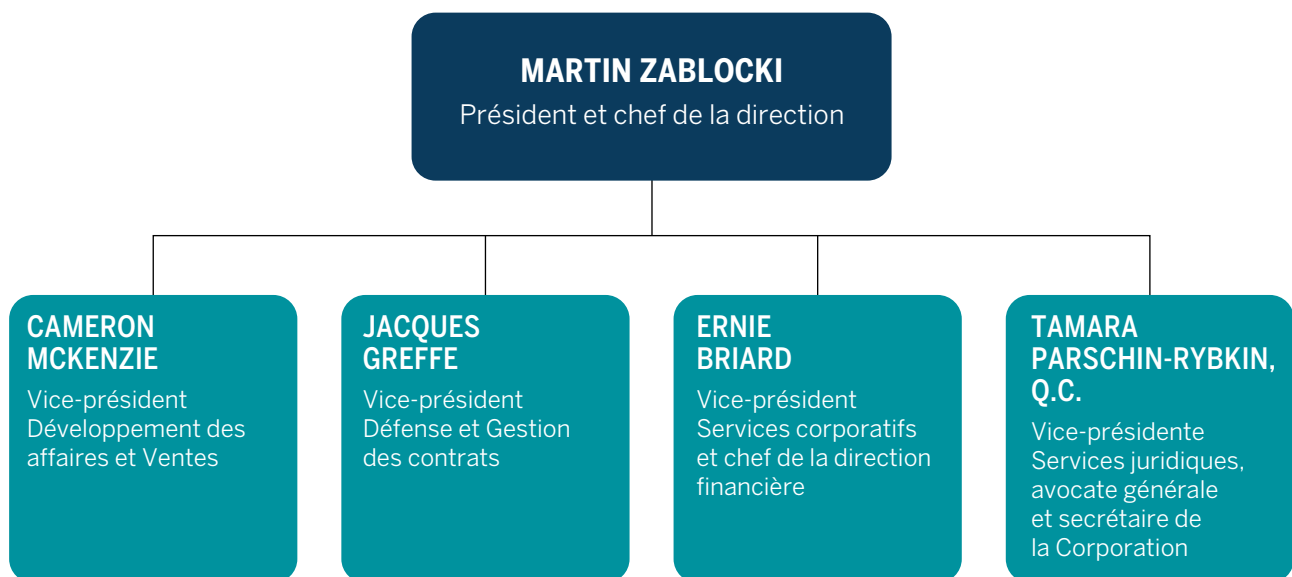 MARTIN ZABLOCKI
Président et chef de la direction
CAMERON
MCKENZIE
Vice-président
Développement des
affaires et Ventes
JACQUES
GREFFE
Vice-président
Défense et Gestion
des contrats
ERNIE
BRIARD
Vice-président
Services corporatifs
et chef de la direction
financière
TAMARA
PARSCHIN-RYBKIN,
Q.C.
Vice-présidente
Services juridiques,
avocate générale
et secrétaire de
la Corporation